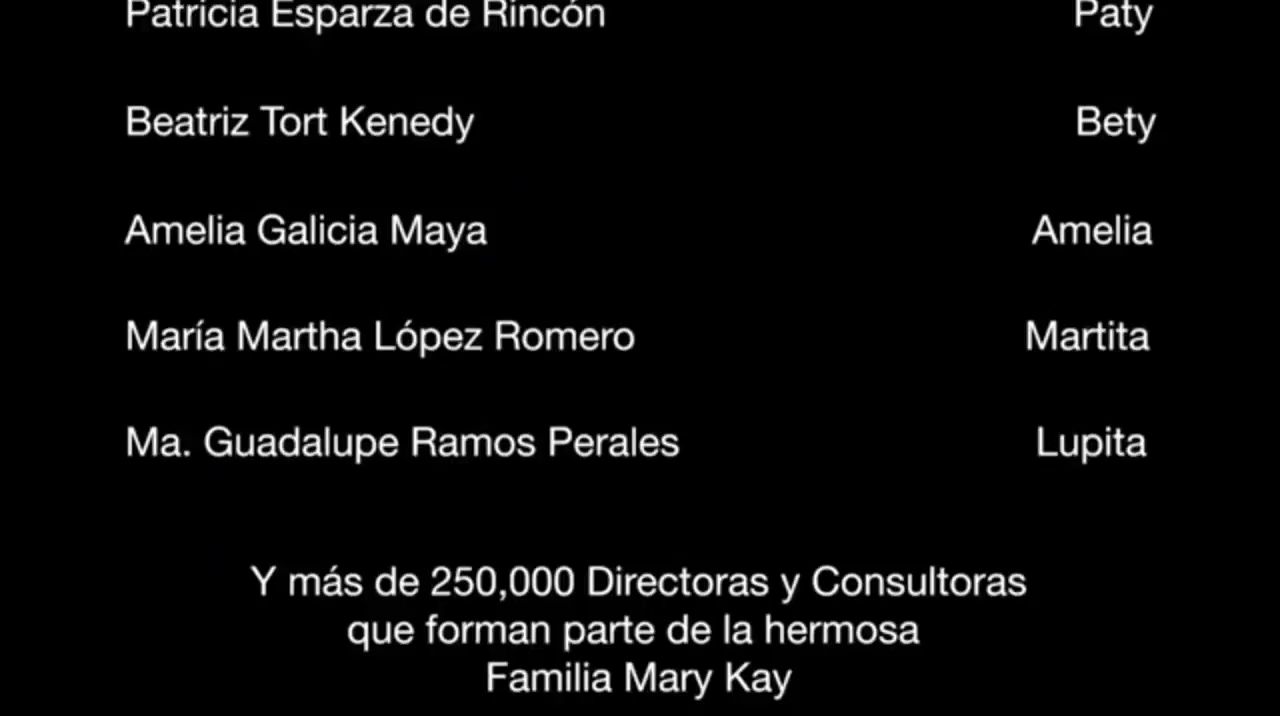 Patricia Esparza de Rincón Paty
Beatriz Tort Kenedy Bety
Amelia Galicia Maya Amelia
María Martha López Romero Martita
Ma. Guadalupe Ramos Perales Lupita
Y más de 250,000 Directoras y Consultoras
que forman parte de la hermosa
Familia Mary Kay